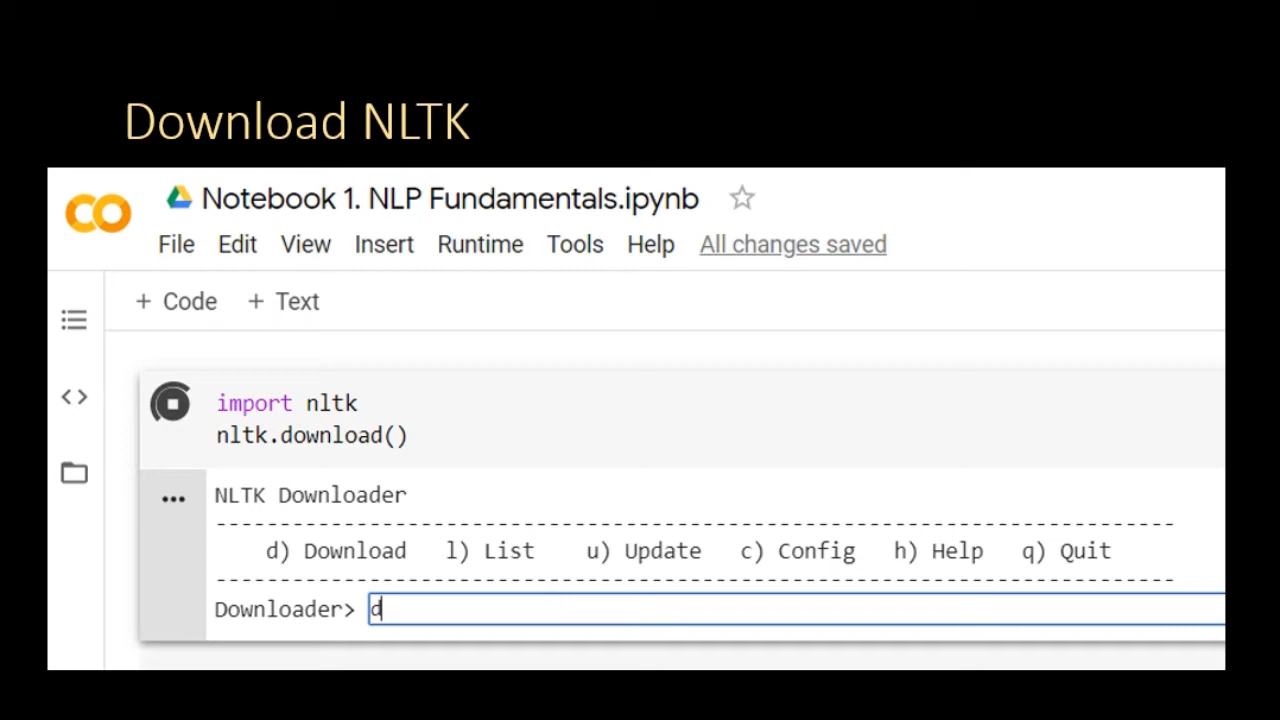 Download NLTK
Notebook 1. NLP Fundamentals.ipynb
File Edit View Insert Runtime Tools Help All changes saved
+ Code + Text
import nltk
nltk.download()
NLTK Downloader
---------------------------------------------------------------------------
d) Download l) List u) Update c) Config h) Help q) Quit
---------------------------------------------------------------------------
Downloader> d